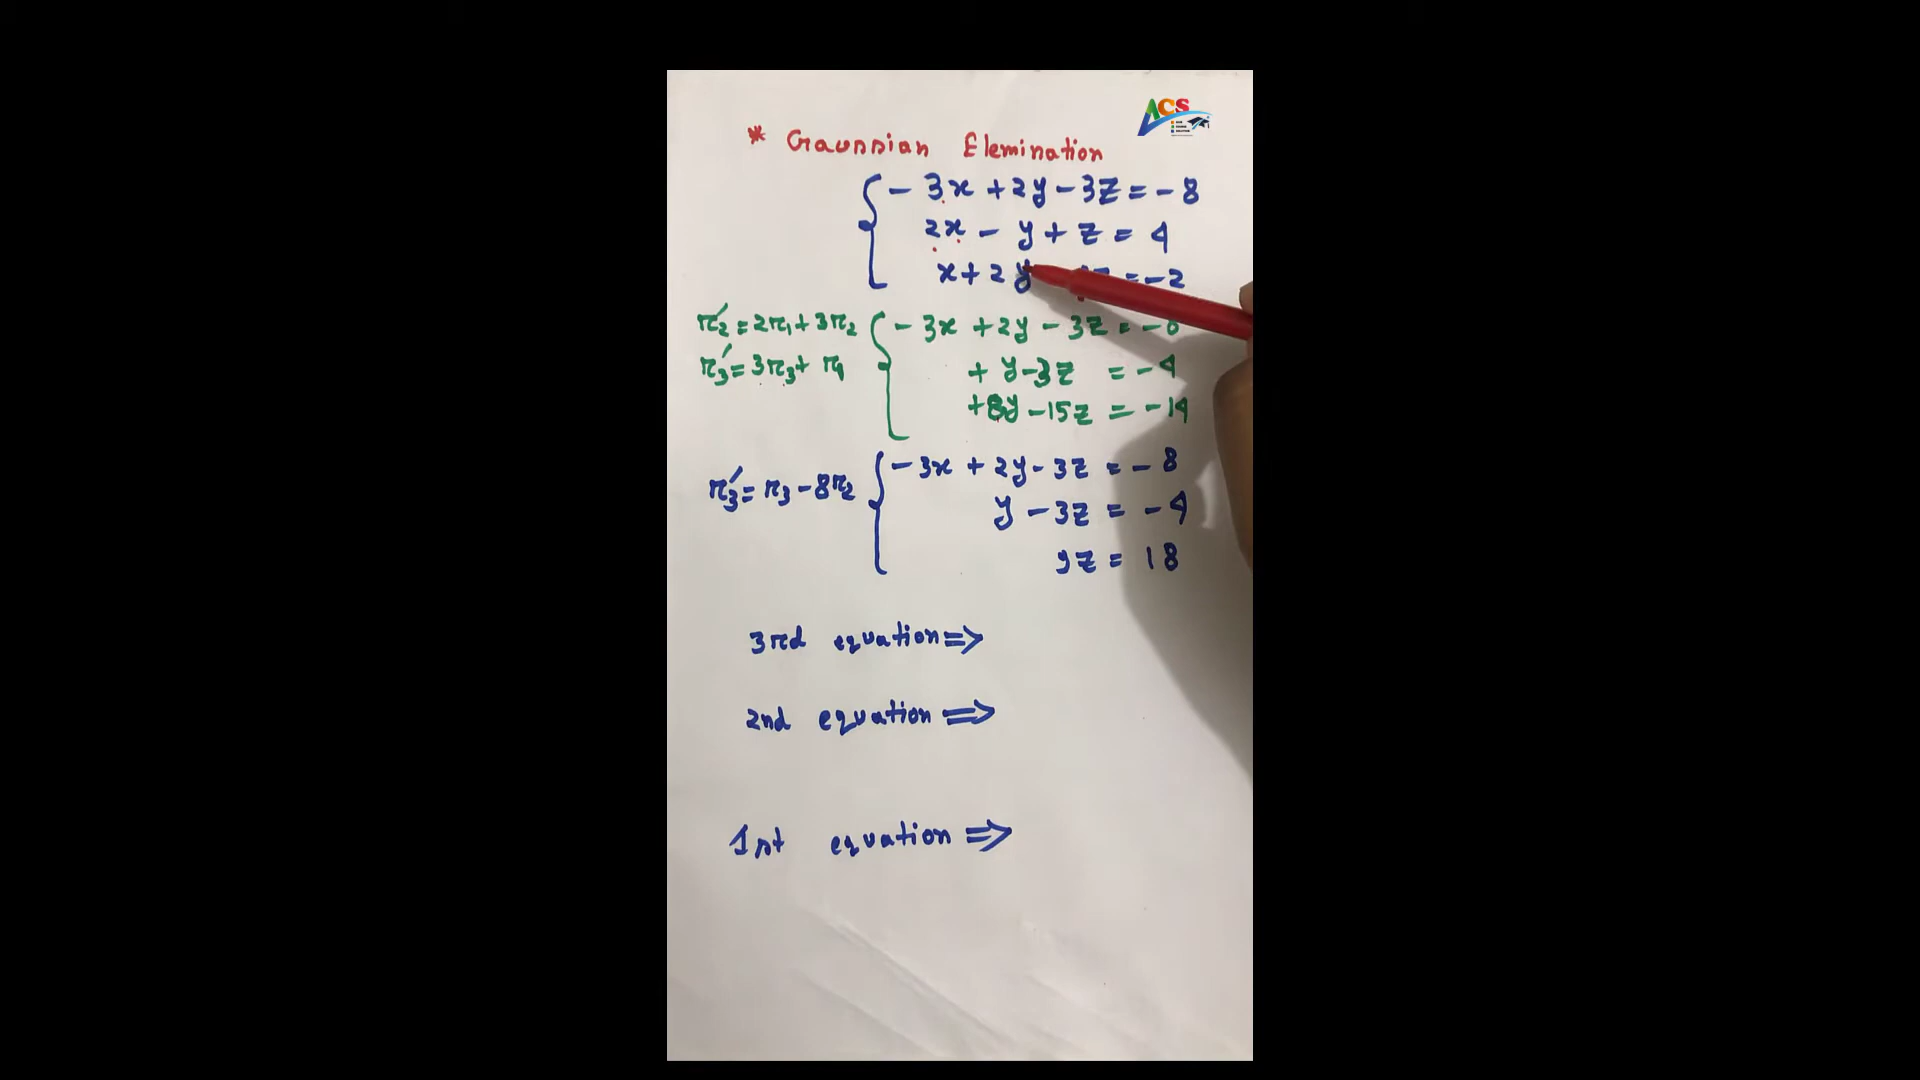 ACS
* Gaussian Elemination
- 3x + 2y - 3z = - 8
2x - y + z = 4
x + 2y = - 2
r2′ = 2r1 + 3r2
- 3x + 2y - 3z = -
r3′ = 3r3 + r1
+ y - 3z = - 4
+ 8y - 15z = - 14
- 3x + 2y - 3z = - 8
r3′ = r3 - 8r2
y - 3z = - 4
9z = 18
3rd equation ⇒
2nd equation ⇒
1st equation ⇒